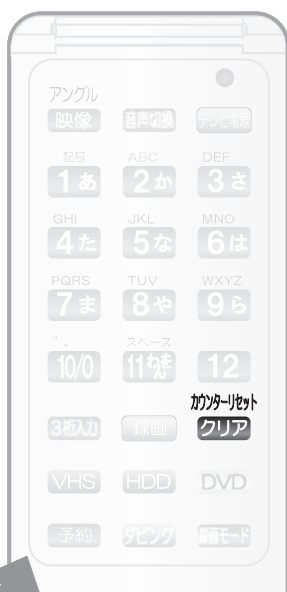 アングル
映像 音声切換 テレビ電源
記号 ABC DEF
1あ 2か 3さ
GHI JKL MNO
4た 5な 6は
PQRS TUV WXYZ
7ま 8や 9ら
"。 スペース
10/0 11わをん 12
カウンターリセット
3桁入力 録画 クリア
VHS HDD DVD
予約 ダビング 録画モード